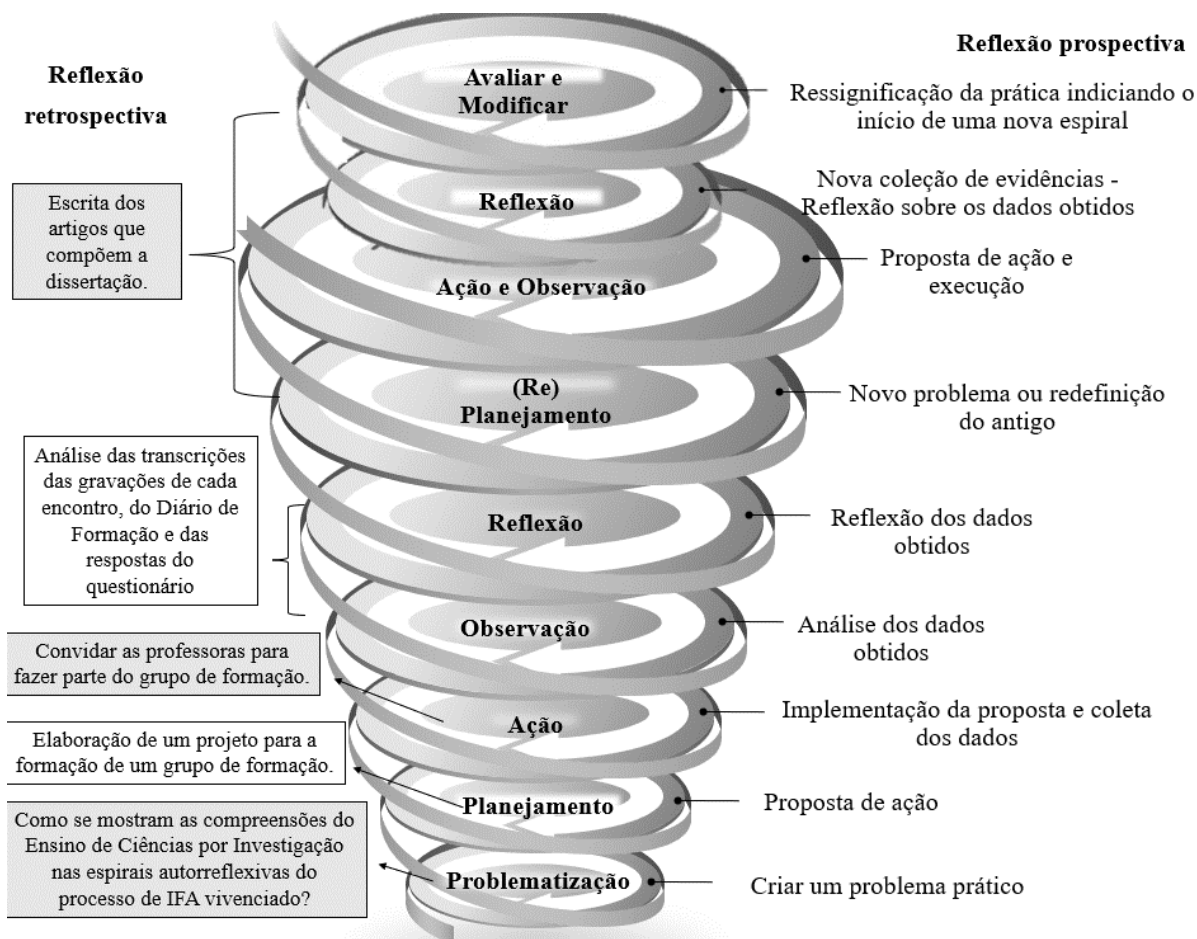 Reflexão
retrospectiva
Escrita dos
artigos que
compõem a
dissertação.
Análise das transcrições
das gravações de cada
encontro, do Diário de
Formação e das
respostas do
questionário
Convidar as professoras para
fazer parte do grupo de formação.
Elaboração de um projeto para a
formação de um grupo de formação.
Como se mostram as compreensões do
Ensino de Ciências por Investigação
nas espirais autorreflexivas do
processo de IFA vivenciado?
Avaliar e
Modificar
Reflexão
Ação e Observação
(Re)
Planejamento
Reflexão
Observação
Ação
Planejamento
Problematização
Reflexão prospectiva
Ressignificação da prática indiciando o
início de uma nova espiral
Nova coleção de evidências -
Reflexão sobre os dados obtidos
Proposta de ação e
execução
Novo problema ou redefinição
do antigo
Reflexão dos dados
obtidos
Análise dos dados
obtidos
Implementação da proposta e coleta
dos dados
Proposta de ação
Criar um problema prático